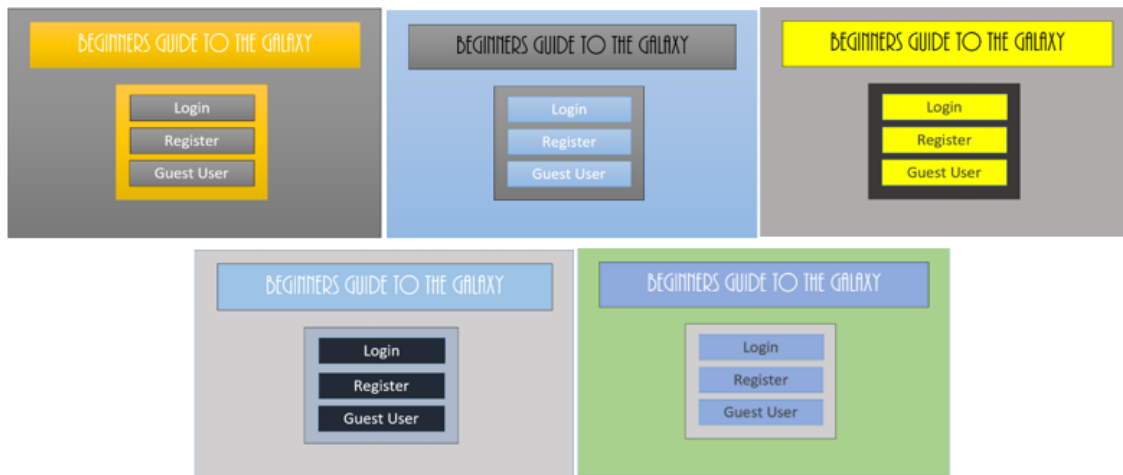 BEGINNERS GUIDE TO THE GALAXY
Login
Register
Guest User
BEGINNERS GUIDE TO THE GALAXY
Login
Register
Guest User
BEGINNERS GUIDE TO THE GALAXY
Login
Register
Guest User
BEGINNERS GUIDE TO THE GALAXY
Login
Register
Guest User
BEGINNERS GUIDE TO THE GALAXY
Login
Register
Guest User